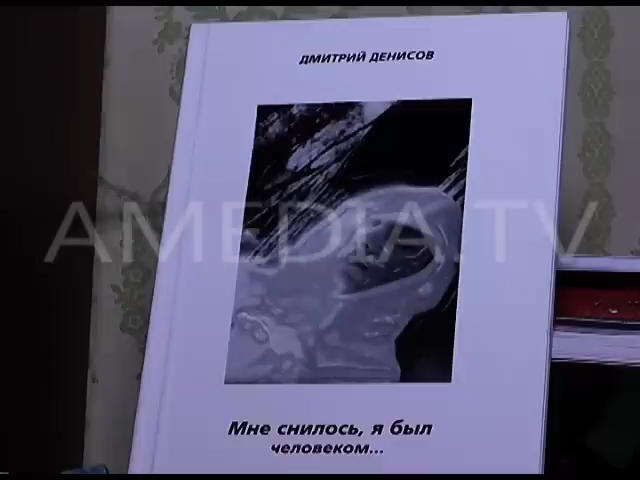 ДМИТРИЙ ДЕНИСОВ
AMEDIA.TV
Мне снилось, я был
человеком...